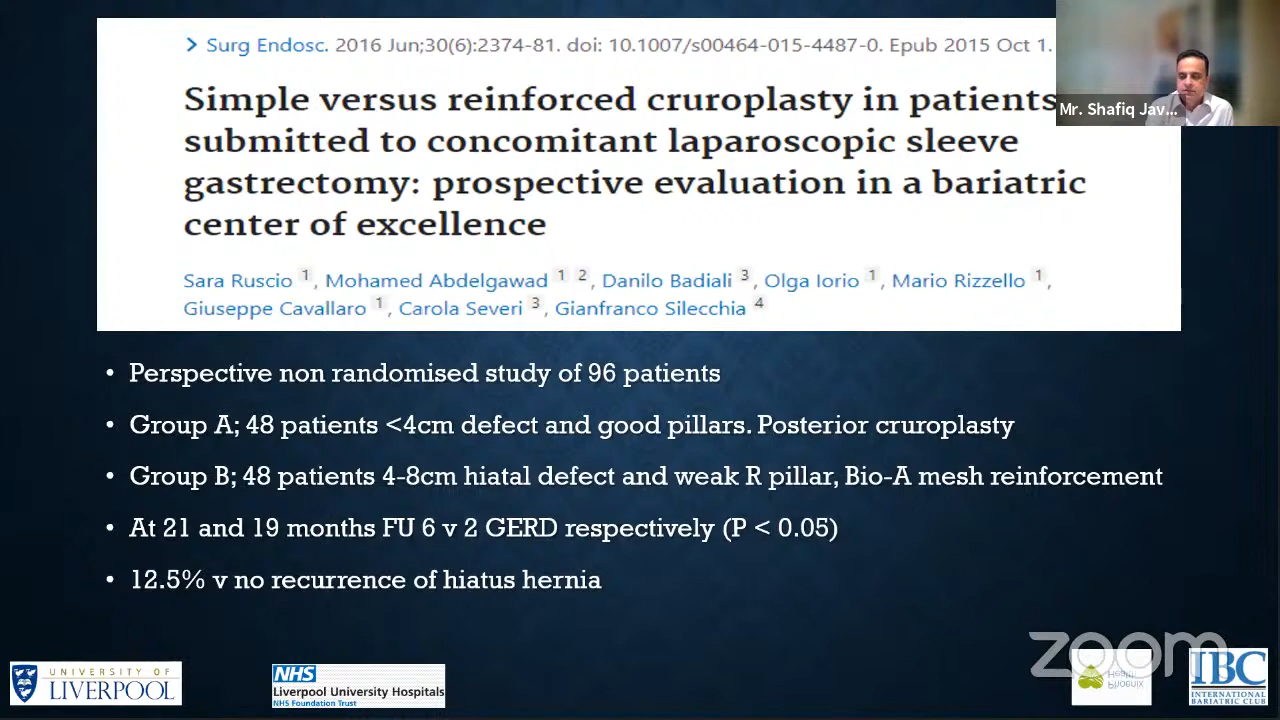 > Surg Endosc. 2016 Jun;30(6):2374-81. doi: 10.1007/s00464-015-4487-0. Epub 2015 Oct 1.
Simple versus reinforced cruroplasty in patients
submitted to concomitant laparoscopic sleeve
gastrectomy: prospective evaluation in a bariatric
center of excellence
Sara Ruscio 1, Mohamed Abdelgawad 1 2, Danilo Badiali 3, Olga Iorio 1, Mario Rizzello 1,
Giuseppe Cavallaro 1, Carola Severi 3, Gianfranco Silecchia 4
Mr. Shafiq Jav...
• Perspective non randomised study of 96 patients
• Group A; 48 patients <4cm defect and good pillars. Posterior cruroplasty
• Group B; 48 patients 4-8cm hiatal defect and weak R pillar, Bio-A mesh reinforcement
• At 21 and 19 months FU 6 v 2 GERD respectively (P < 0.05)
• 12.5% v no recurrence of hiatus hernia
UNIVERSITY OF
LIVERPOOL
NHS
Liverpool University Hospitals
NHS Foundation Trust
zoom
Health
Phoenix
IBC
INTERNATIONAL
BARIATRIC CLUB